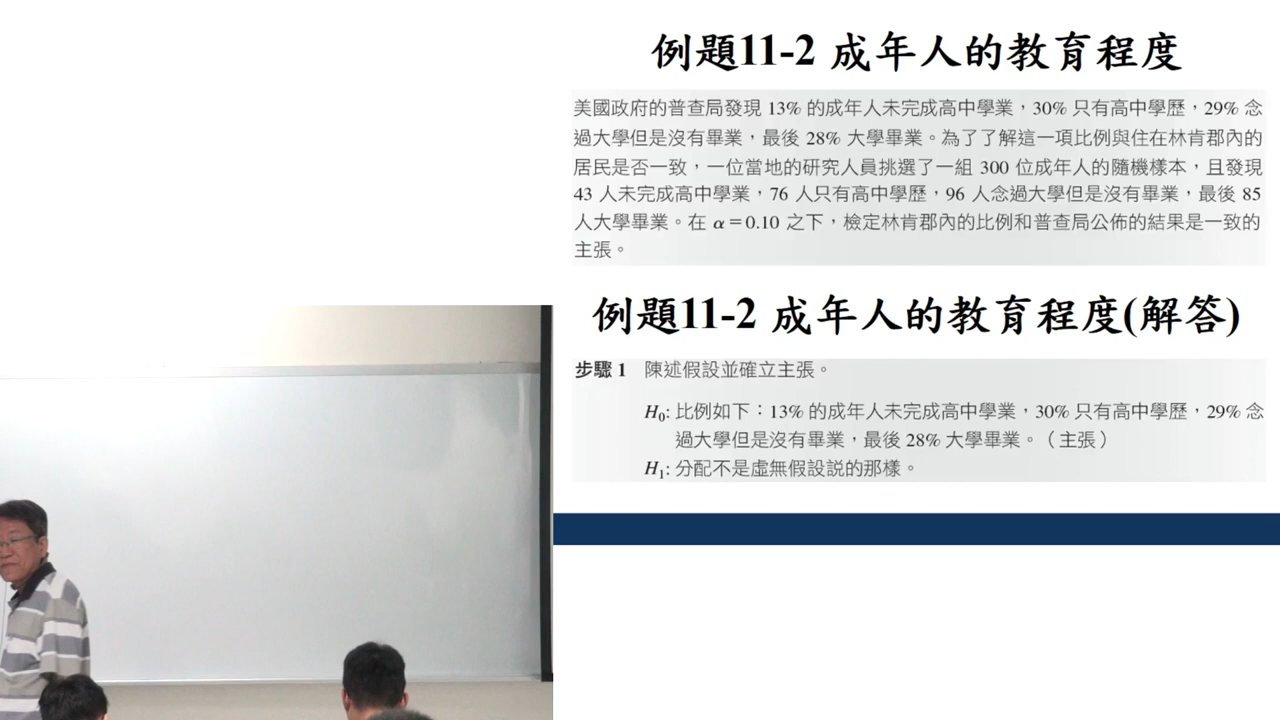 例題11-2 成年人的教育程度
美國政府的普查局發現 13% 的成年人未完成高中學業，30% 只有高中學歷，29% 念
過大學但是沒有畢業，最後 28% 大學畢業。為了了解這一項比例與住在林肯郡內的
居民是否一致，一位當地的研究人員挑選了一組 300 位成年人的隨機樣本，且發現
43 人未完成高中學業，76 人只有高中學歷，96 人念過大學但是沒有畢業，最後 85
人大學畢業。在 α＝0.10 之下，檢定林肯郡內的比例和普查局公佈的結果是一致的
主張。
例題11-2 成年人的教育程度(解答)
步驟 1 陳述假設並確立主張。
H₀: 比例如下：13% 的成年人未完成高中學業，30% 只有高中學歷，29% 念
過大學但是沒有畢業，最後 28% 大學畢業。（主張）
H₁: 分配不是虛無假設說的那樣。